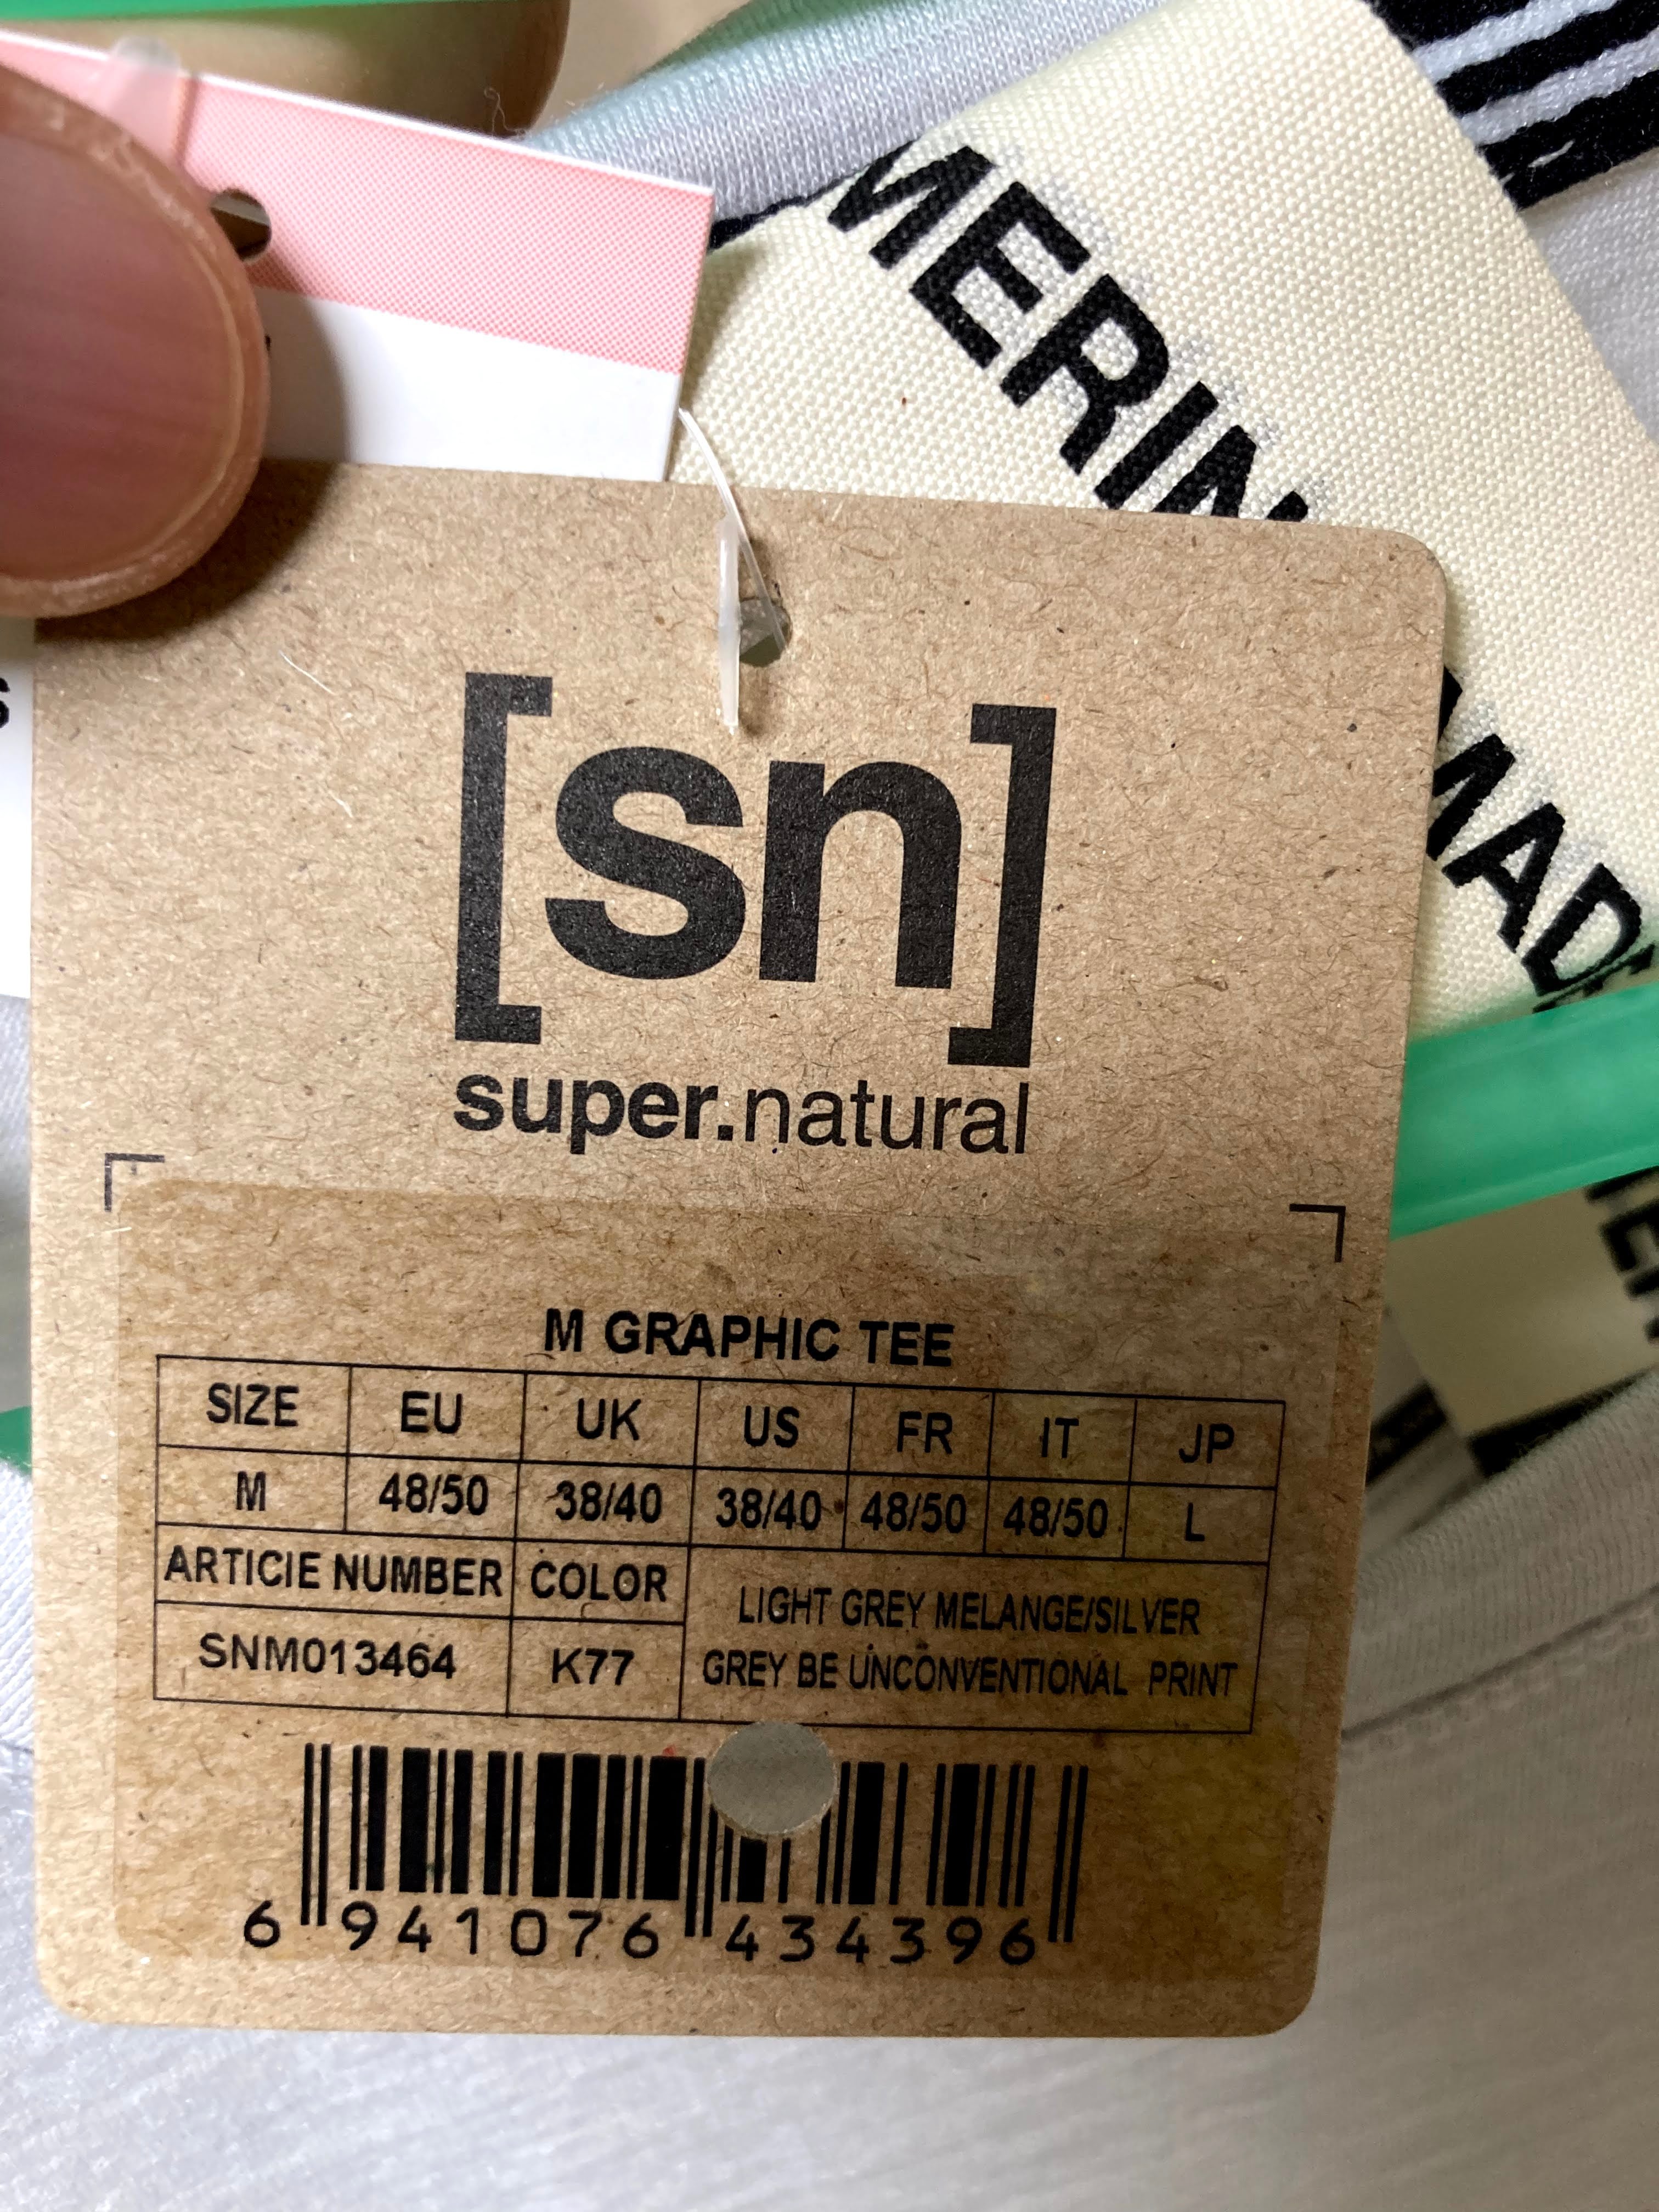 MERIN
MADE
[sn]
super.natural
M GRAPHIC TEE
SIZE EU UK US FR IT JP
M 48/50 38/40 38/40 48/50 48/50 L
ARTICIE NUMBER COLOR LIGHT GREY MELANGE/SILVER
SNM013464 K77 GREY BE UNCONVENTIONAL PRINT
6 941076 434396